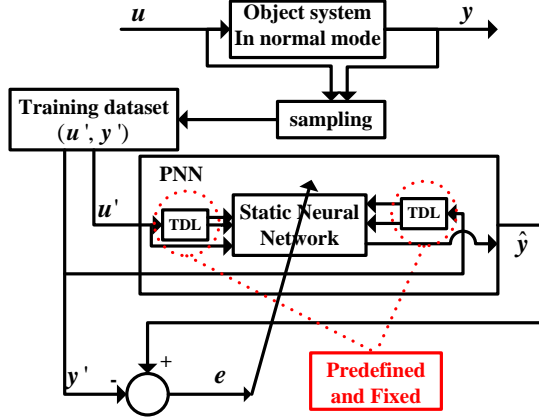 u
Object system
In normal mode
y
sampling
Training dataset
(u', y')
PNN
u'
TDL
Static Neural
Network
TDL
ŷ
y'
-
+
e
Predefined
and Fixed